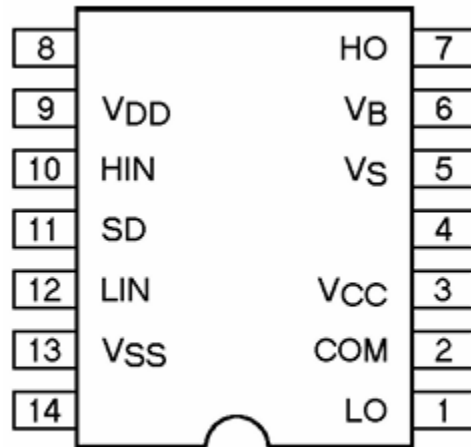 8 HO 7
9 VDD VB 6
10 HIN VS 5
11 SD 4
12 LIN VCC 3
13 VSS COM 2
14 LO 1